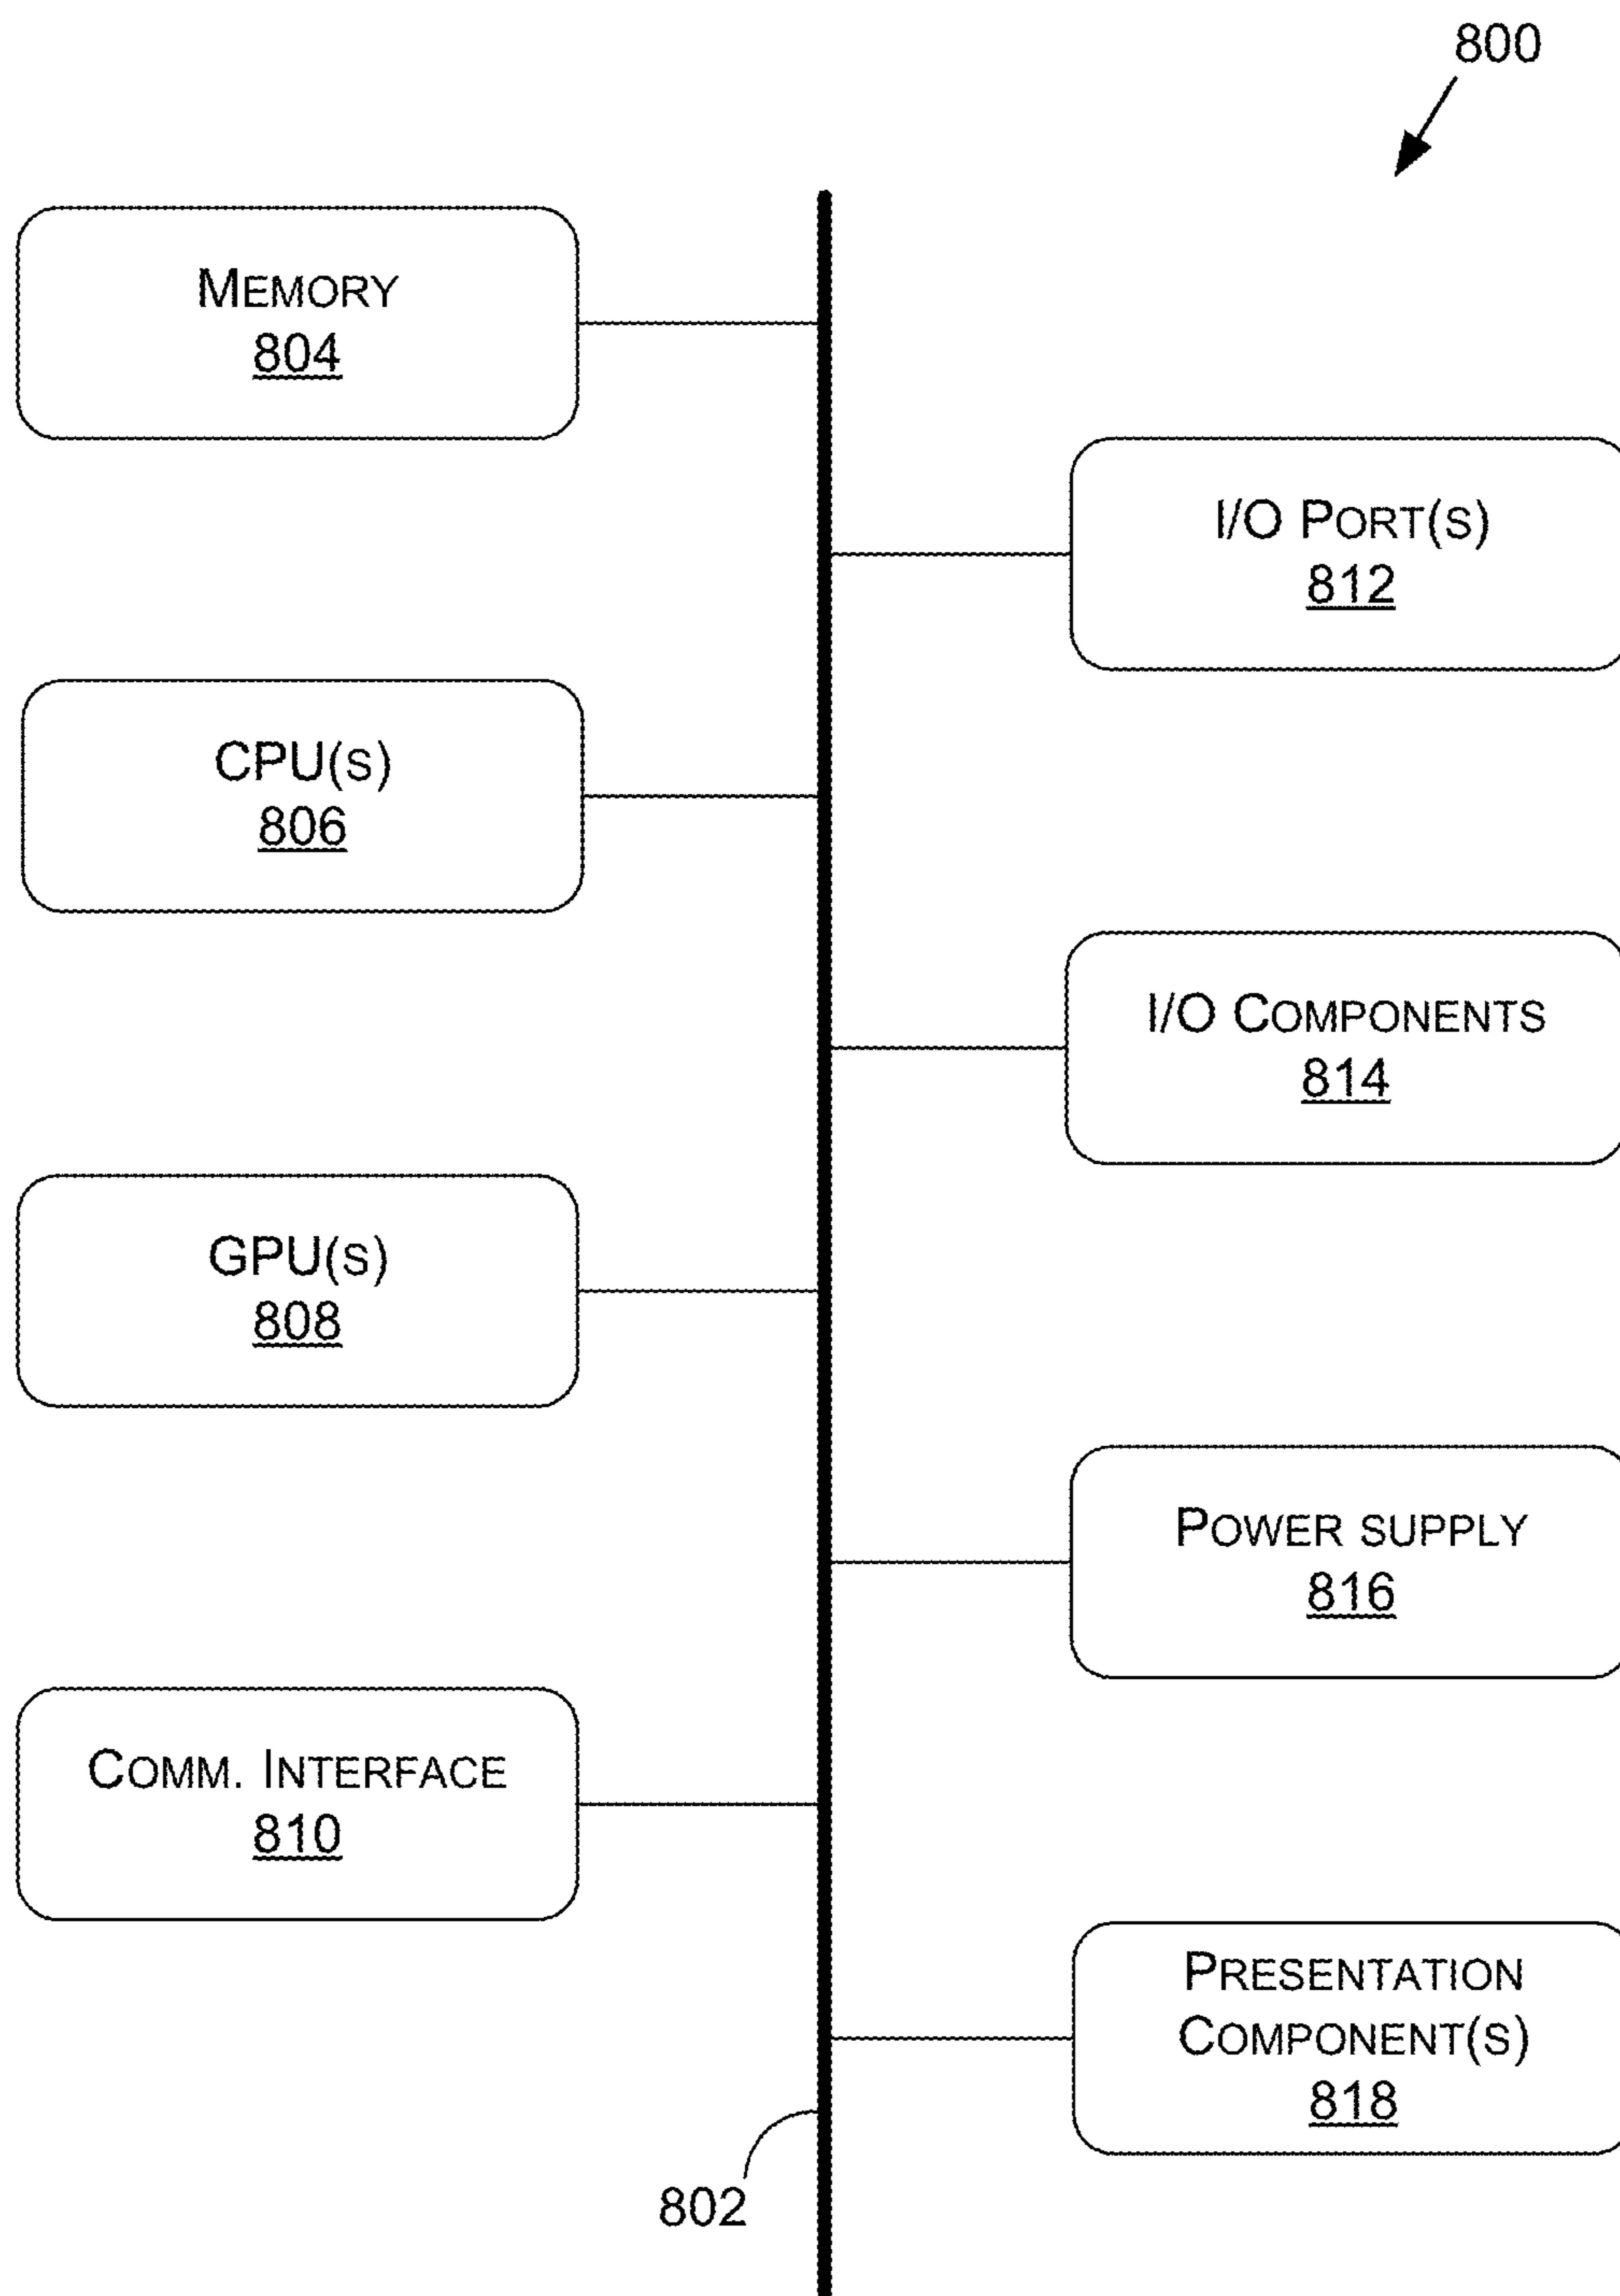 800
MEMORY
804
I/O PORT(S)
812
CPU(S)
806
I/O COMPONENTS
814
GPU(S)
808
POWER SUPPLY
816
COMM. INTERFACE
810
PRESENTATION
COMPONENT(S)
818
802